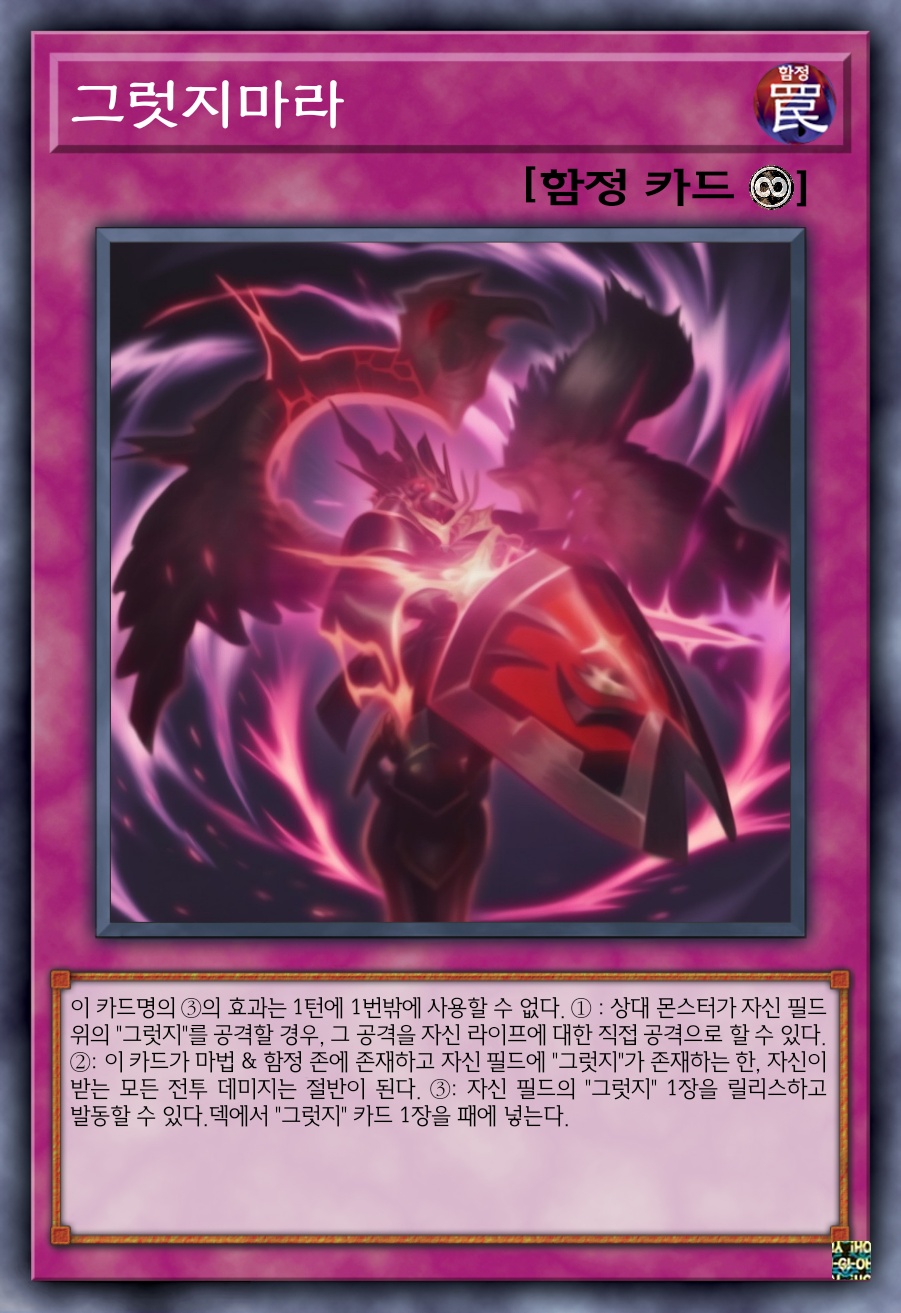 그럿지마라
함정
罠
[함정 카드 ]
이 카드명의 ③의 효과는 1턴에 1번밖에 사용할 수 없다. ① : 상대 몬스터가 자신 필드
위의 "그럿지"를 공격할 경우, 그 공격을 자신 라이프에 대한 직접 공격으로 할 수 있다.
②: 이 카드가 마법 & 함정 존에 존재하고 자신 필드에 "그럿지"가 존재하는 한, 자신이
받는 모든 전투 데미지는 절반이 된다. ③: 자신 필드의 "그럿지" 1장을 릴리스하고
발동할 수 있다.덱에서 "그럿지" 카드 1장을 패에 넣는다.